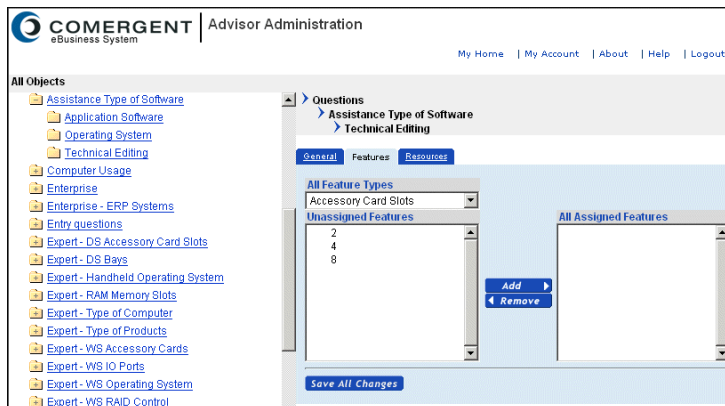 COMERGENT
eBusiness System
Advisor Administration
My Home | My Account | About | Help | Logout
All Objects
Assistance Type of Software
Application Software
Operating System
Technical Editing
Computer Usage
Enterprise
Enterprise - ERP Systems
Entry questions
Expert - DS Accessory Card Slots
Expert - DS Bays
Expert - Handheld Operating System
Expert - RAM Memory Slots
Expert - Type of Computer
Expert - Type of Products
Expert - WS Accessory Cards
Expert - WS IO Ports
Expert - WS Operating System
Expert - WS RAID Control
Questions
Assistance Type of Software
Technical Editing
General Features Resources
All Feature Types
Accessory Card Slots
Unassigned Features
2
4
8
Add
Remove
All Assigned Features
Save All Changes